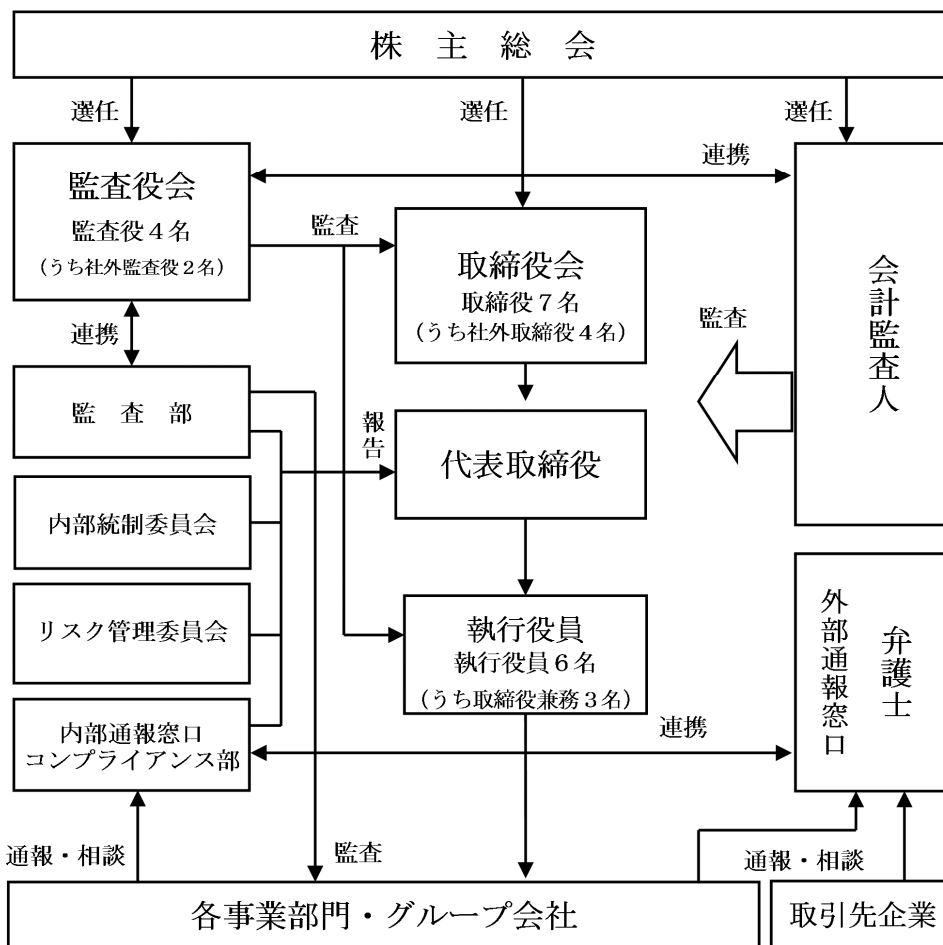 株　主　総　会
選任
選任
選任
監査役会
監査役４名
（うち社外監査役２名）
連携
監査
取締役会
取締役７名
（うち社外取締役４名）
会計監査人
監査
連携
監　査　部
報告
代表取締役
内部統制委員会
リスク管理委員会
執行役員
執行役員６名
（うち取締役兼務３名）
外部通報窓口
弁護士
内部通報窓口
コンプライアンス部
連携
通報・相談
監査
通報・相談
各事業部門・グループ会社
取引先企業